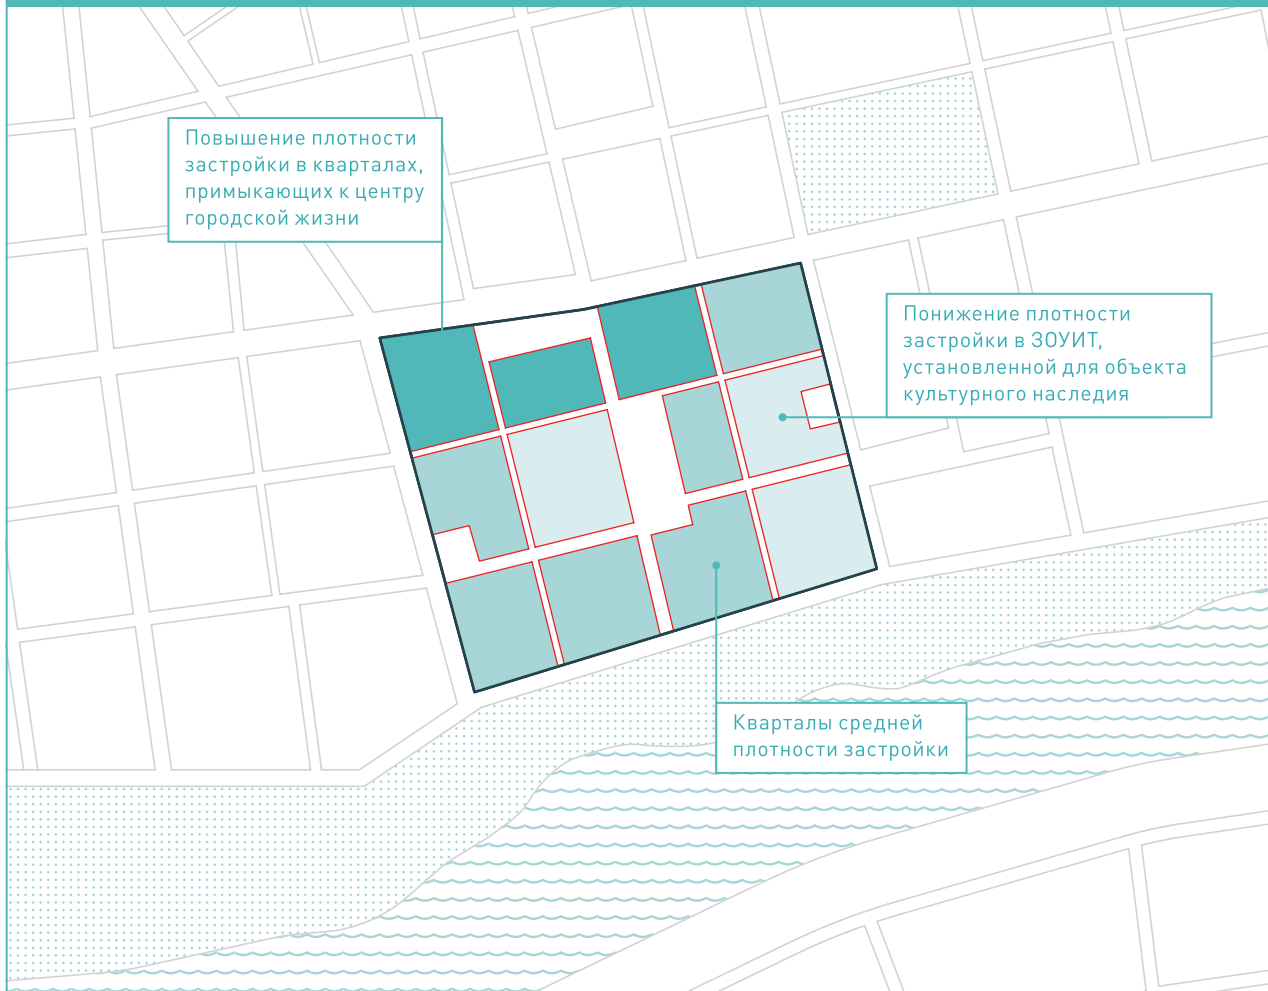 Повышение плотности
застройки в кварталах,
примыкающих к центру
городской жизни
Понижение плотности
застройки в ЗОУИТ,
установленной для объекта
культурного наследия
Кварталы средней
плотности застройки